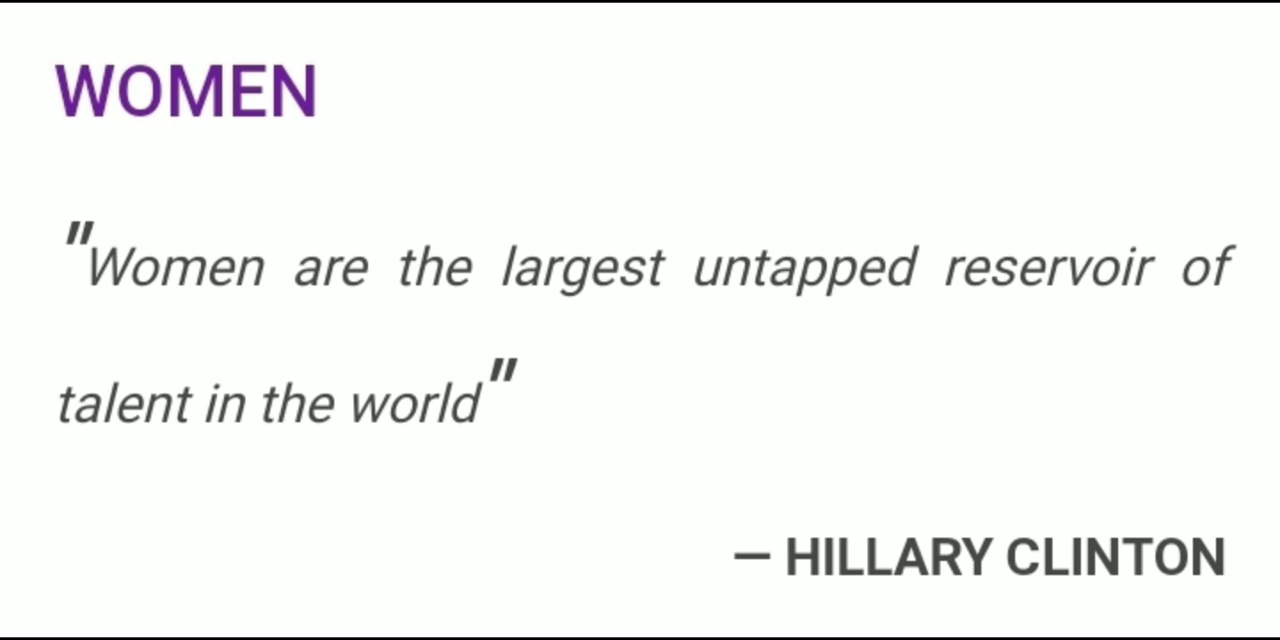 WOMEN
"Women are the largest untapped reservoir of
talent in the world"
— HILLARY CLINTON